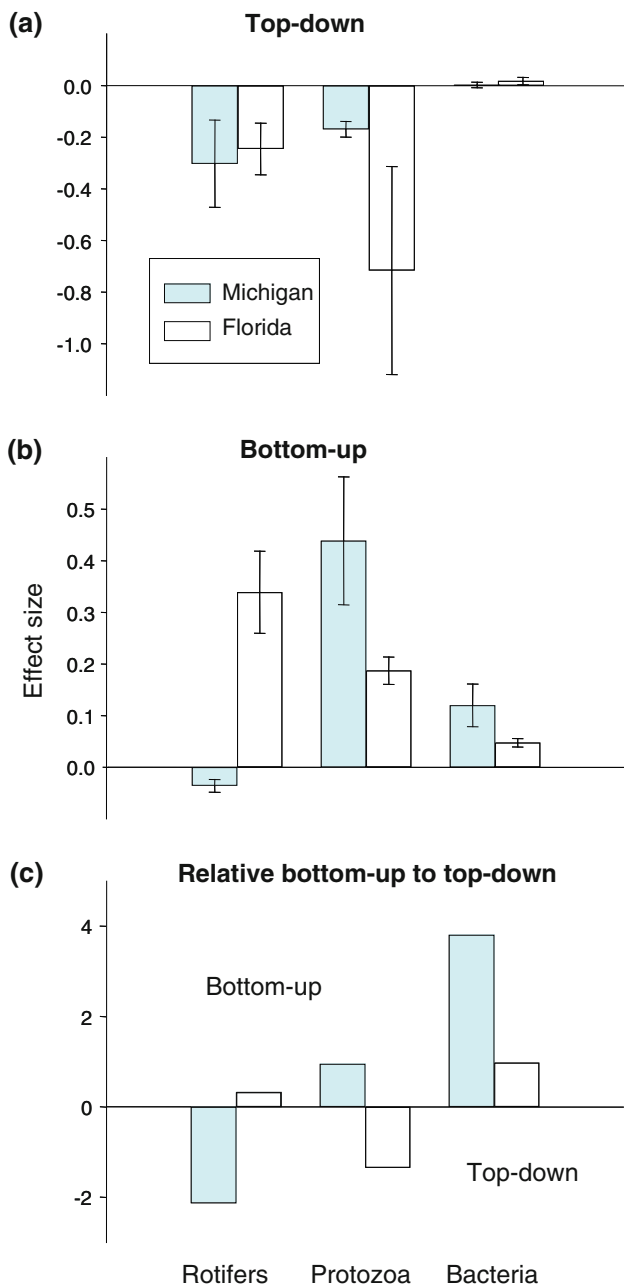 (a)
Top-down
0.0
-0.2
-0.4
-0.6
-0.8
-1.0
Michigan
Florida
(b)
Bottom-up
Effect size
0.5
0.4
0.3
0.2
0.1
0.0
(c)
Relative bottom-up to top-down
4
2
0
-2
Bottom-up
Top-down
Rotifers Protozoa Bacteria